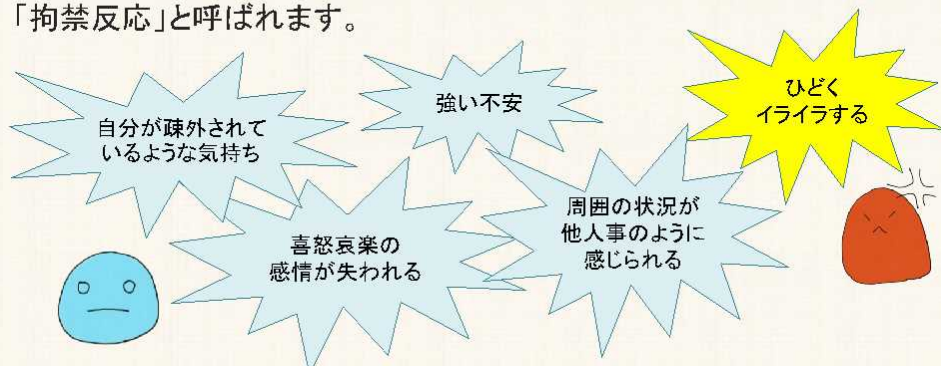 「拘禁反応」と呼ばれます。
自分が疎外されて
いるような気持ち
強い不安
ひどく
イライラする
喜怒哀楽の
感情が失われる
周囲の状況が
他人事のように
感じられる